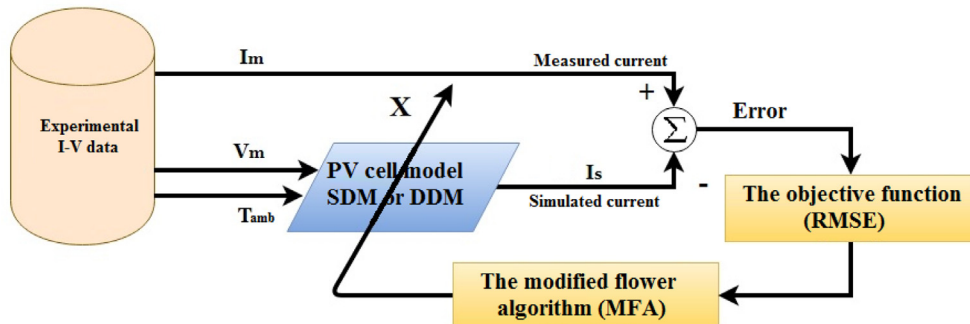 Im
Measured current
+
Experimental
I-V data
X
Σ
Error
Vm
PV cell model
SDM or DDM
Is
Simulated current
-
Tamb
The objective function
(RMSE)
The modified flower
algorithm (MFA)